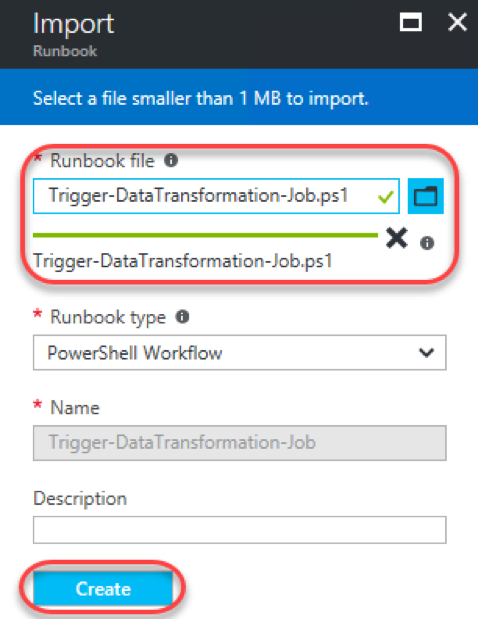 Import
Runbook
Select a file smaller than 1 MB to import.
* Runbook file
Trigger-DataTransformation-Job.ps1
Trigger-DataTransformation-Job.ps1
* Runbook type
PowerShell Workflow
* Name
Trigger-DataTransformation-Job
Description
Create